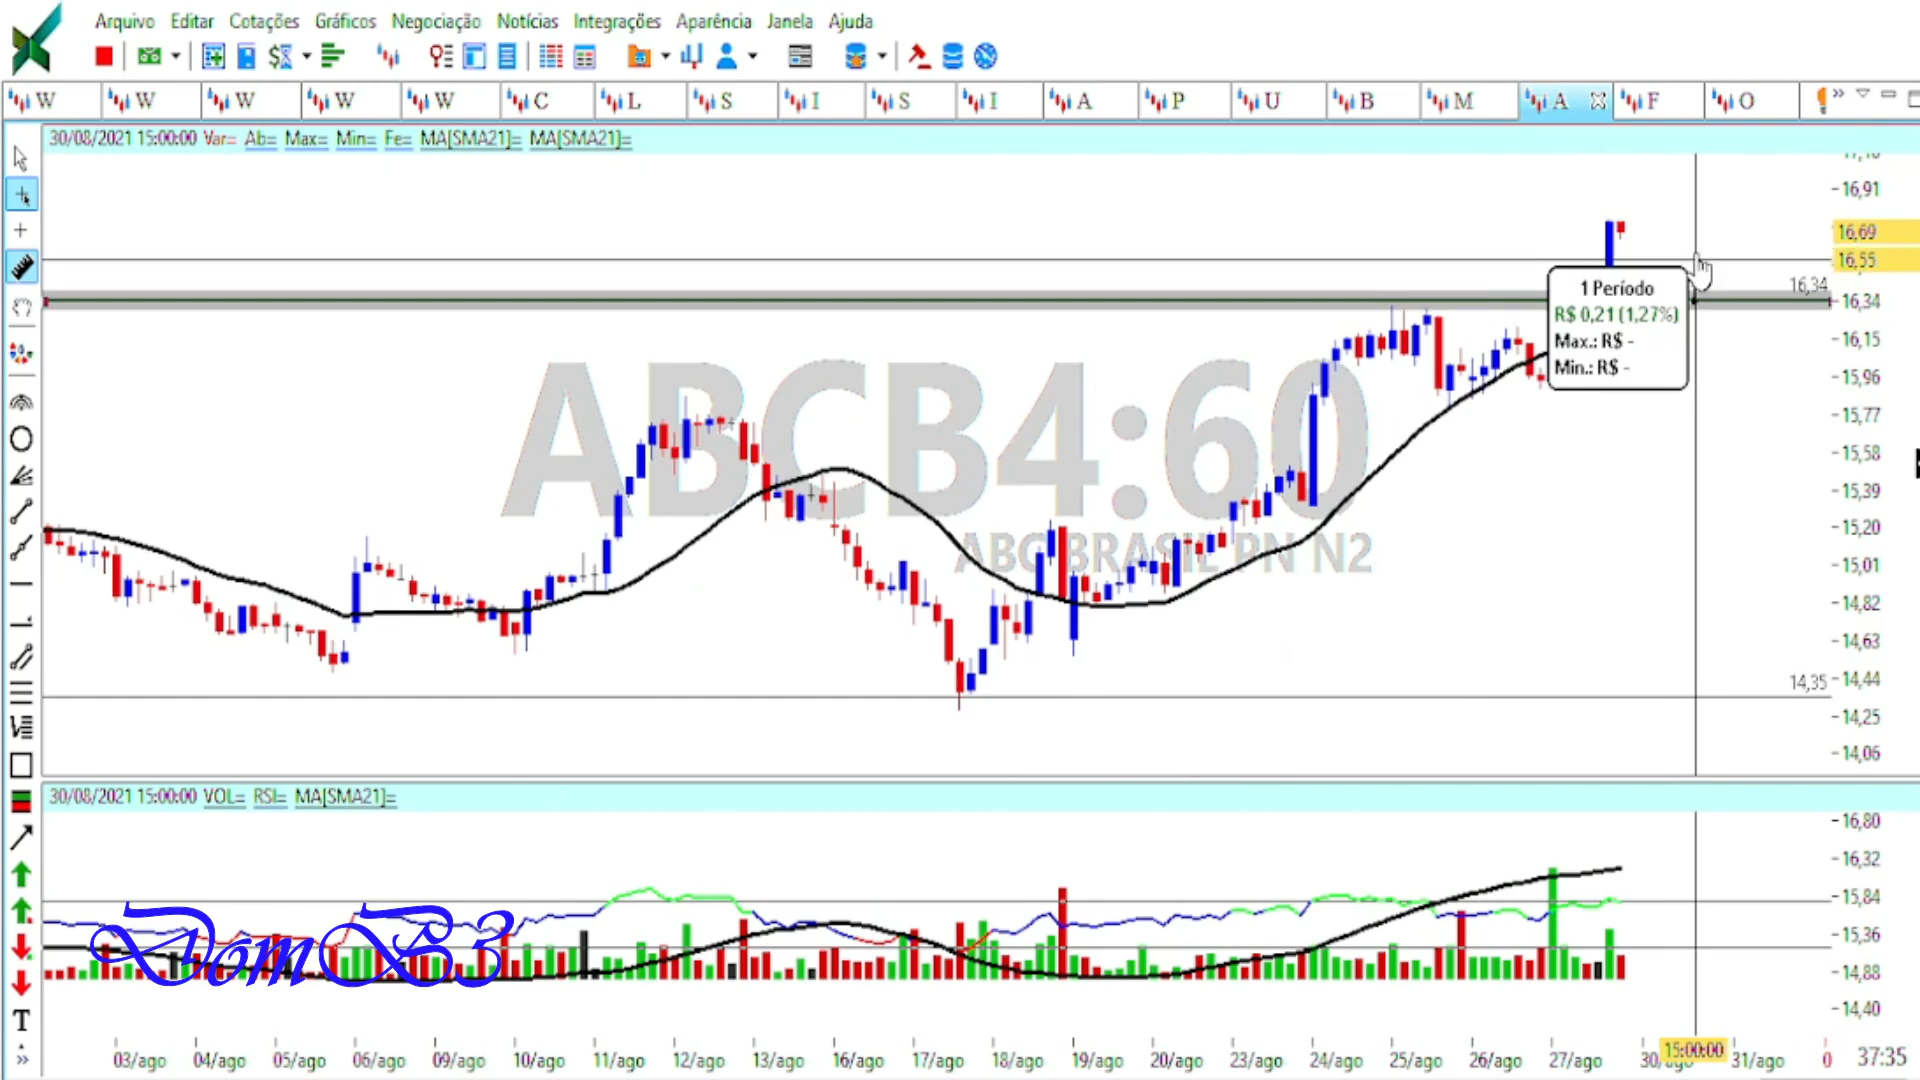 Arquivo Editar Cotações Gráficos Negociação Notícias Integrações Aparência Janela Ajuda
W W W W W C L S I S I A P U B M A F O
30/08/2021 15:00:00 Var= Ab= Max= Min= Fe= MA[SMA21]= MA[SMA21]=
16,91
16,69
16,55
16,34
16,34
16,15
15,96
15,77
15,58
15,39
15,20
15,01
14,82
14,63
14,44
14,35
14,25
14,06
1 Período
R$ 0,21 (1,27%)
Max.: R$ -
Min.: R$ -
ABCB4:60
ABC BRASIL PN N2
30/08/2021 15:00:00 VOL= RSI= MA[SMA21]=
16,80
16,32
15,84
15,36
14,88
14,40
DomB3
T
03/ago 04/ago 05/ago 06/ago 09/ago 10/ago 11/ago 12/ago 13/ago 16/ago 17/ago 18/ago 19/ago 20/ago 23/ago 24/ago 25/ago 26/ago 27/ago 15:00:00 31/ago 0 37:35